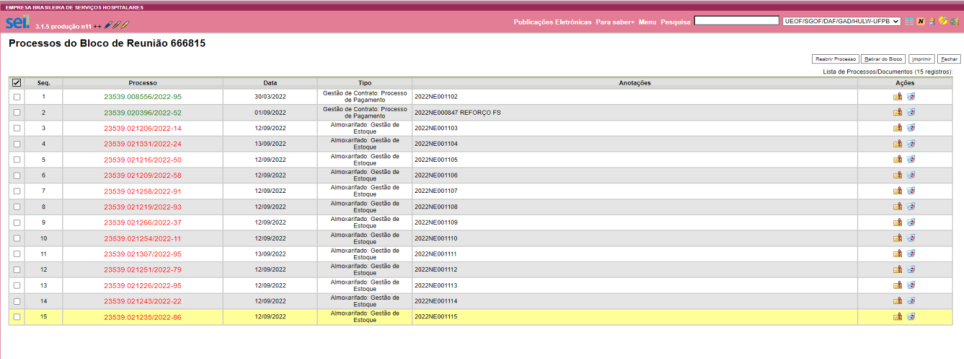 EMPRESA BRASILEIRA DE SERVIÇOS HOSPITALARES
sei. 3.1.5 produção n11 Publicações Eletrônicas Para saber+ Menu Pesquisa UEOF/SGOF/DAF/GAD/HULW-UFPB
Processos do Bloco de Reunião 666815
Reabrir Processo Retirar do Bloco Imprimir Fechar
Lista de Processos/Documentos (15 registros)
Seq. Processo Data Tipo Anotações Ações
1 23539.008556/2022-95 30/03/2022 Gestão de Contrato: Processo de Pagamento 2022NE001102
2 23539.020396/2022-52 01/09/2022 Gestão de Contrato: Processo de Pagamento 2022NE000847 REFORÇO FS
3 23539.021206/2022-14 12/09/2022 Almoxarifado: Gestão de Estoque 2022NE001103
4 23539.021331/2022-24 13/09/2022 Almoxarifado: Gestão de Estoque 2022NE001104
5 23539.021216/2022-50 12/09/2022 Almoxarifado: Gestão de Estoque 2022NE001105
6 23539.021209/2022-58 12/09/2022 Almoxarifado: Gestão de Estoque 2022NE001106
7 23539.021258/2022-91 12/09/2022 Almoxarifado: Gestão de Estoque 2022NE001107
8 23539.021219/2022-93 12/09/2022 Almoxarifado: Gestão de Estoque 2022NE001108
9 23539.021266/2022-37 12/09/2022 Almoxarifado: Gestão de Estoque 2022NE001109
10 23539.021254/2022-11 12/09/2022 Almoxarifado: Gestão de Estoque 2022NE001110
11 23539.021307/2022-95 13/09/2022 Almoxarifado: Gestão de Estoque 2022NE001111
12 23539.021251/2022-79 12/09/2022 Almoxarifado: Gestão de Estoque 2022NE001112
13 23539.021226/2022-95 12/09/2022 Almoxarifado: Gestão de Estoque 2022NE001113
14 23539.021243/2022-22 12/09/2022 Almoxarifado: Gestão de Estoque 2022NE001114
15 23539.021235/2022-86 12/09/2022 Almoxarifado: Gestão de Estoque 2022NE001115